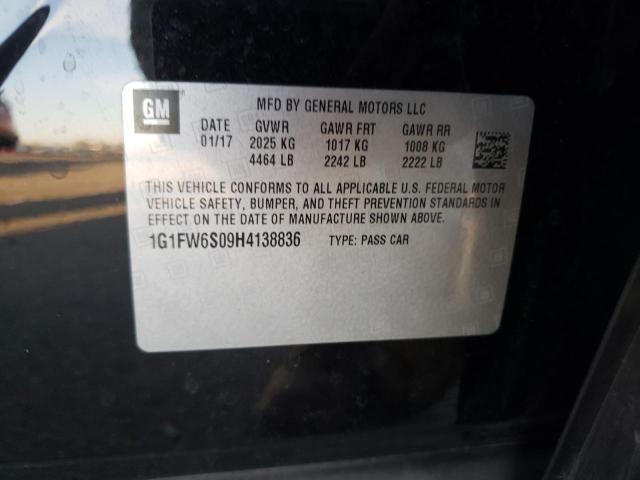 GM
MFD BY GENERAL MOTORS LLC
DATE GVWR GAWR FRT GAWR RR
01/17 2025 KG 1017 KG 1008 KG
4464 LB 2242 LB 2222 LB
THIS VEHICLE CONFORMS TO ALL APPLICABLE U.S. FEDERAL MOTOR
VEHICLE SAFETY, BUMPER, AND THEFT PREVENTION STANDARDS IN
EFFECT ON THE DATE OF MANUFACTURE SHOWN ABOVE.
1G1FW6S09H4138836 TYPE: PASS CAR